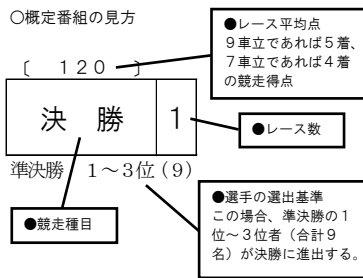 ○概定番組の見方
●レース平均点
９車立であれば５着、
７車立であれば４着
の競走得点
〔　１２０　〕
決　勝
1
●レース数
準決勝　１～３位（９）
●競走種目
●選手の選出基準
この場合、準決勝の１
位～３位者（合計９
名）が決勝に進出する。